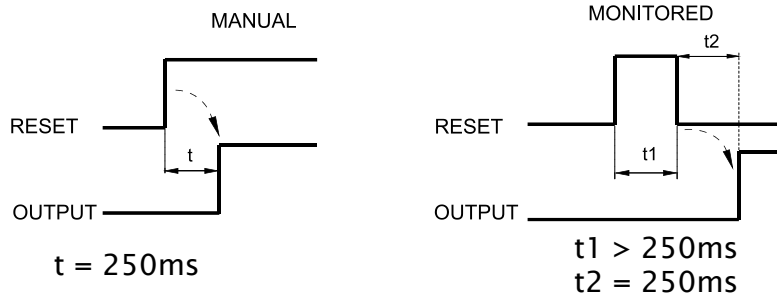 MANUAL
RESET
t
OUTPUT
t = 250ms
MONITORED
t2
RESET
t1
OUTPUT
t1 > 250ms
t2 = 250ms